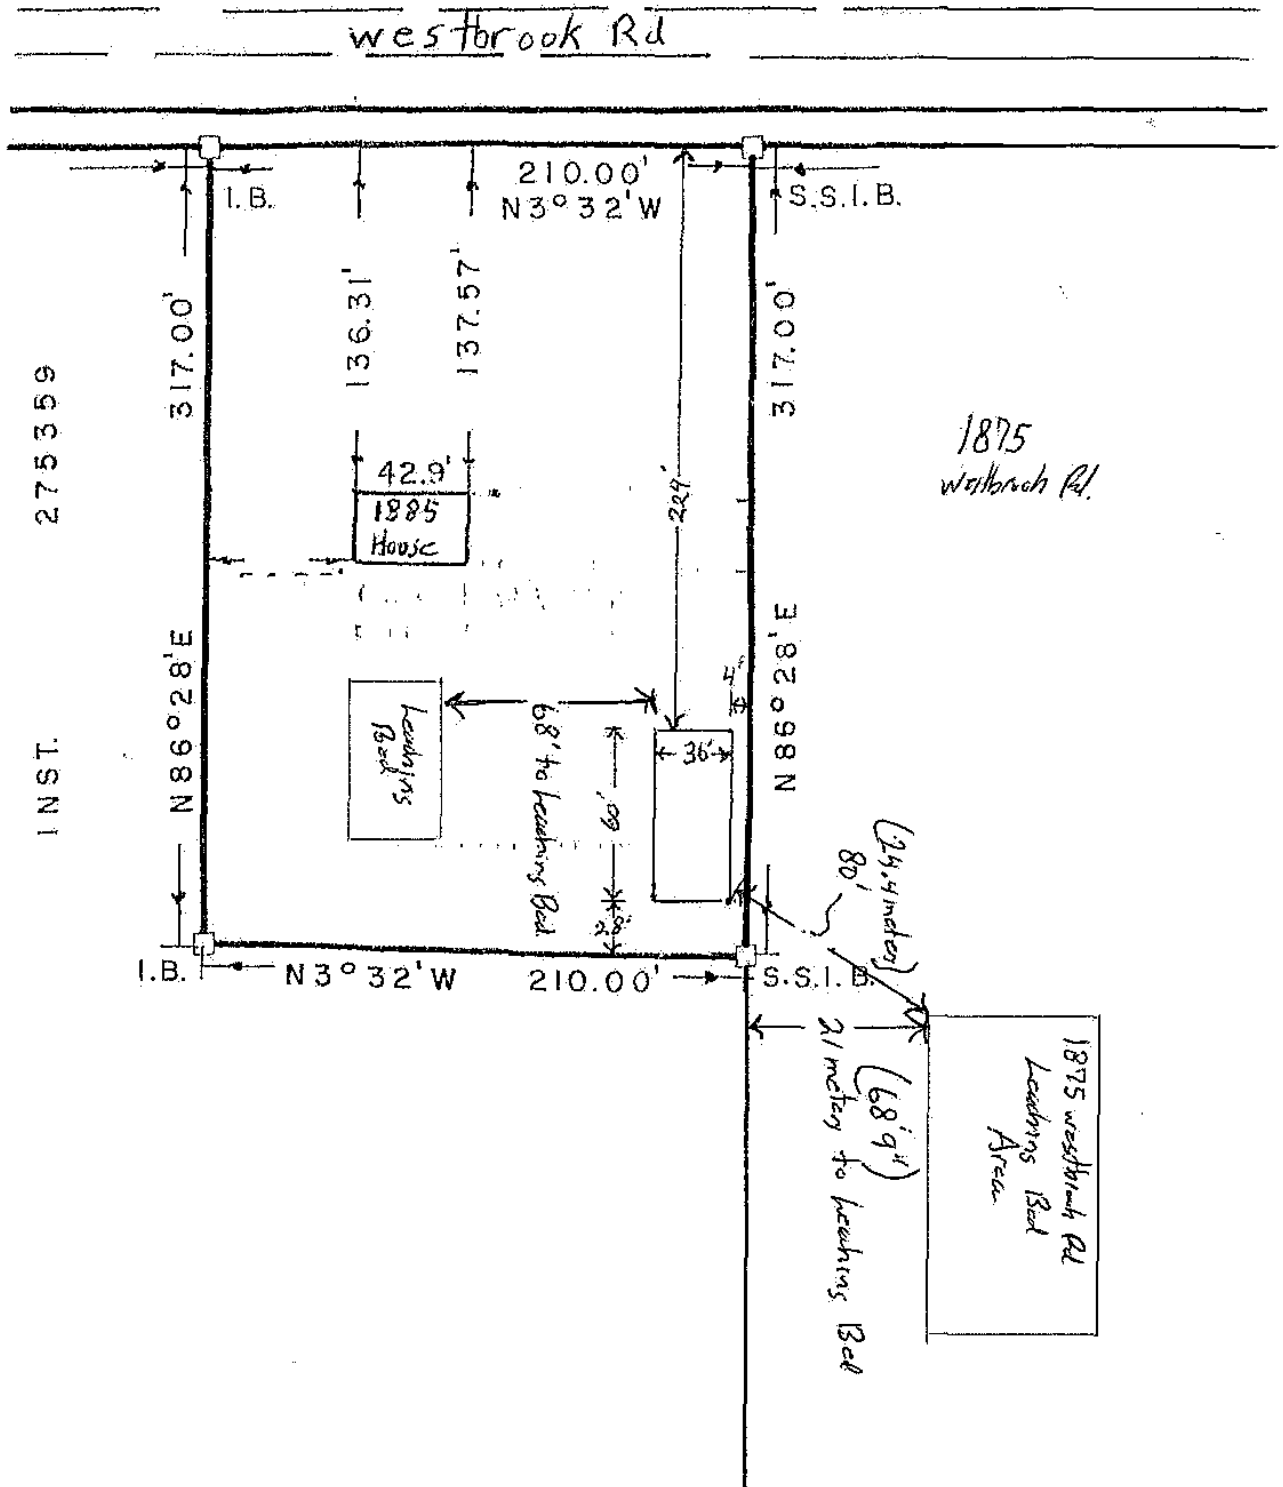 westbrook Rd
I.B.
210.00'
N3°32'W
S.S.I.B.
317.00'
136.31'
137.57'
317.00'
275359
1875
Rd.
42.9'
1885
House
224'
N86°28'E
N86°28'E
4'
INST.
Leaching
Bed
68' to Leaching Bed
36'
60'
28'
(24.4 meters)
80'
I.B.
N3°32'W
210.00'
S.S.I.B.
(68'9")
21 meters to Leaching Bed
1875 westbrook Rd
Leaching Bed
Area